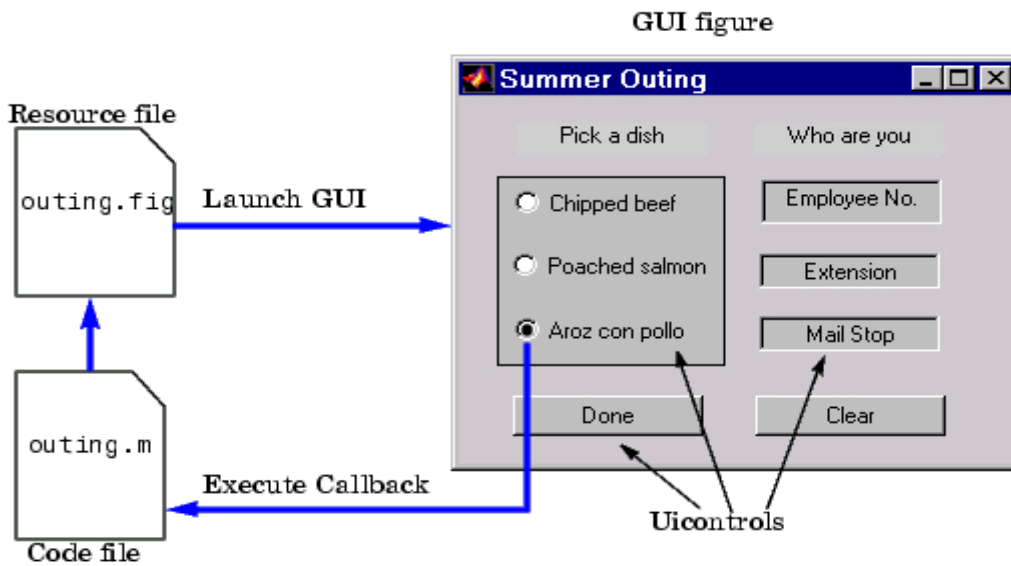 GUI figure
Resource file
outing.fig
Launch GUI
Summer Outing
Pick a dish
Who are you
Chipped beef
Employee No.
Poached salmon
Extension
Aroz con pollo
Mail Stop
Done
Clear
outing.m
Execute Callback
Uicontrols
Code file